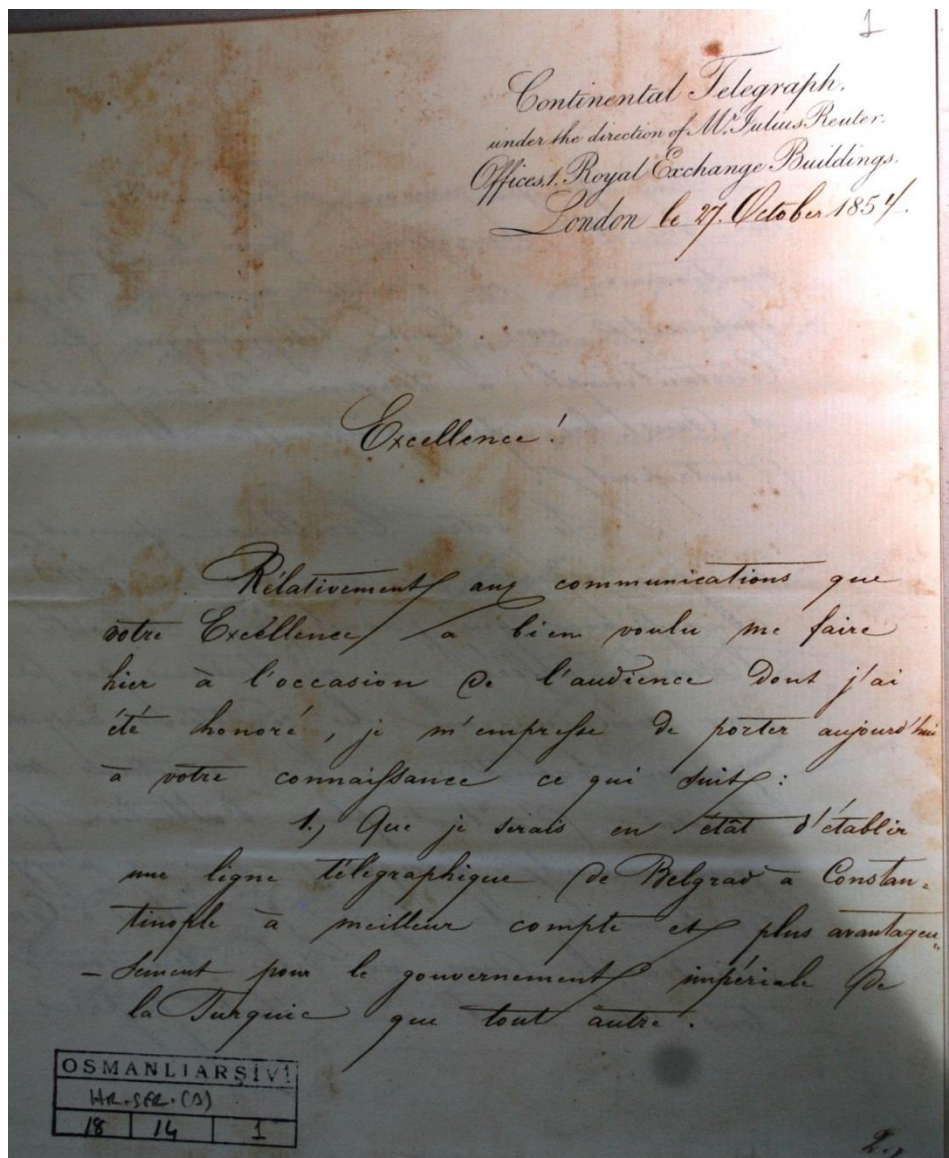 1
Continental Telegraph.
under the direction of Mr. Julius Reuter.
Offices. 1. Royal Exchange Buildings.
London le 27. October 1854.
Excellence!
Rélativement aux communications que
votre Excéllence a bien voulu me faire
hier à l'occasion de l'audience dont j'ai
été honoré, je m'empresse de porter aujourd'hui
à votre connaissance ce qui suit:
1.) Que je serais en état d'établir
une ligne télégraphique de Belgrad à Constan=
tinople à meilleur compte et plus avantageu=
-sement pour le gouvernement impériale de
la Turquie que tout autre.
OSMANLI ARŞİVİ
HR.SFR.(3)
18 14 1
2.)